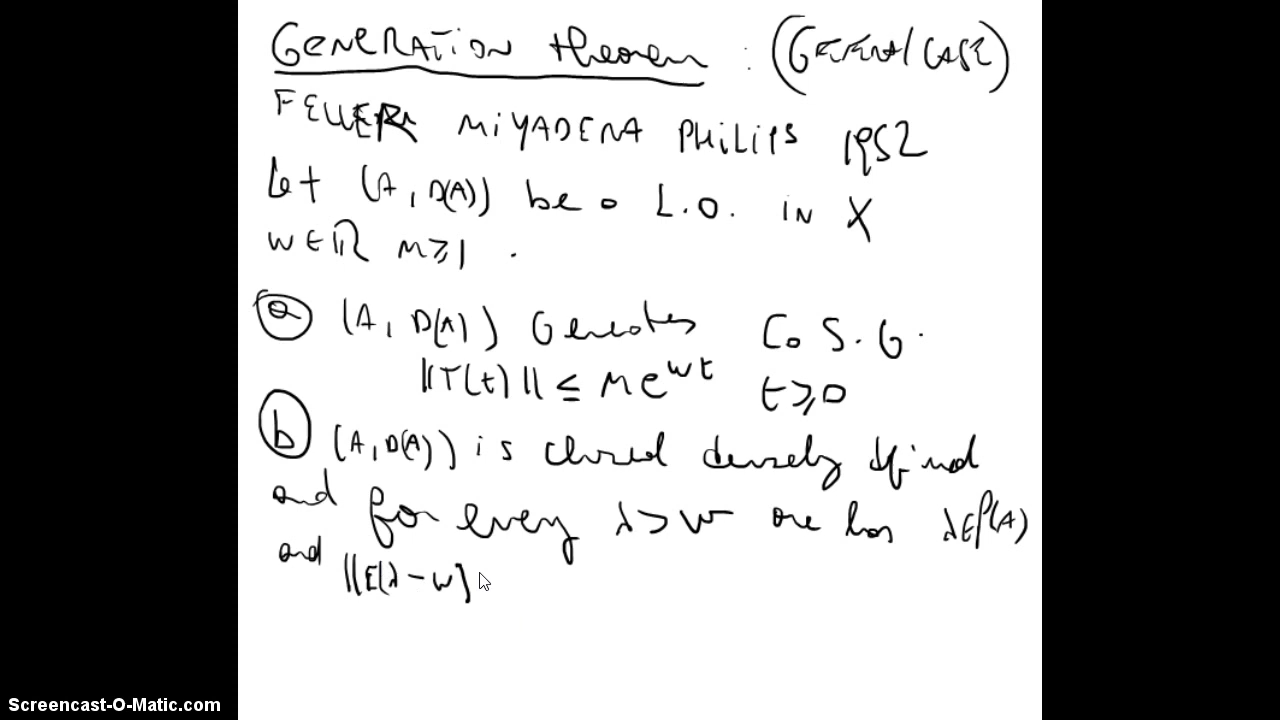 GENERATION theorem : (GENERAL CASE)
FELLER MIYADERA PHILIPS 1952
Let (A, D(A)) be a L.O. in X
w ∈ ℝ M ≥ 1 .
(a) (A, D(A)) Generates C₀ S.G.
||T(t)|| ≤ M e^{wt} t ≥ 0
(b) (A, D(A)) is closed densely defined
and for every λ > w one has λ ∈ ρ(A)
and ||[(λ - w)
Screencast-O-Matic.com